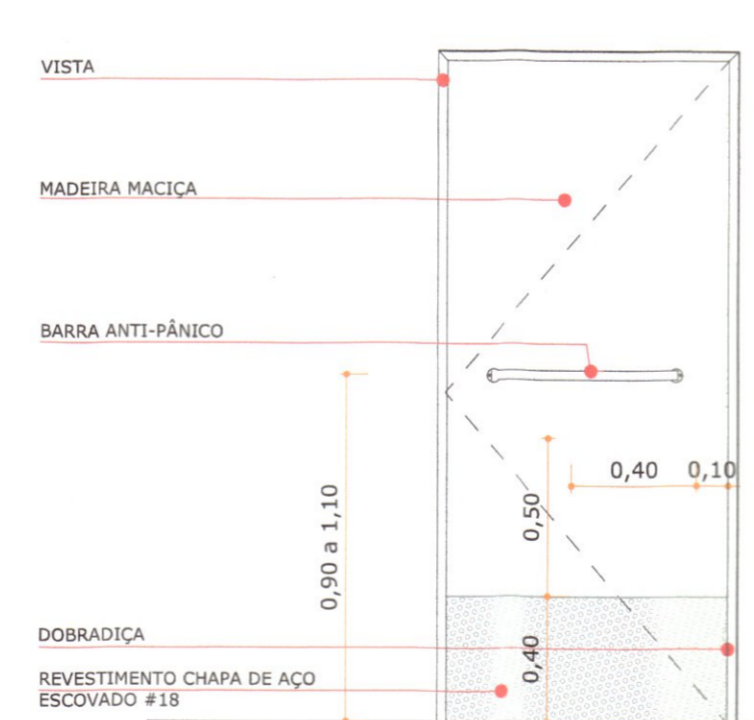 VISTA
MADEIRA MACIÇA
BARRA ANTI-PÂNICO
0,40
0,10
0,50
0,90 a 1,10
DOBRADIÇA
0,40
REVESTIMENTO CHAPA DE AÇO
ESCOVADO #18